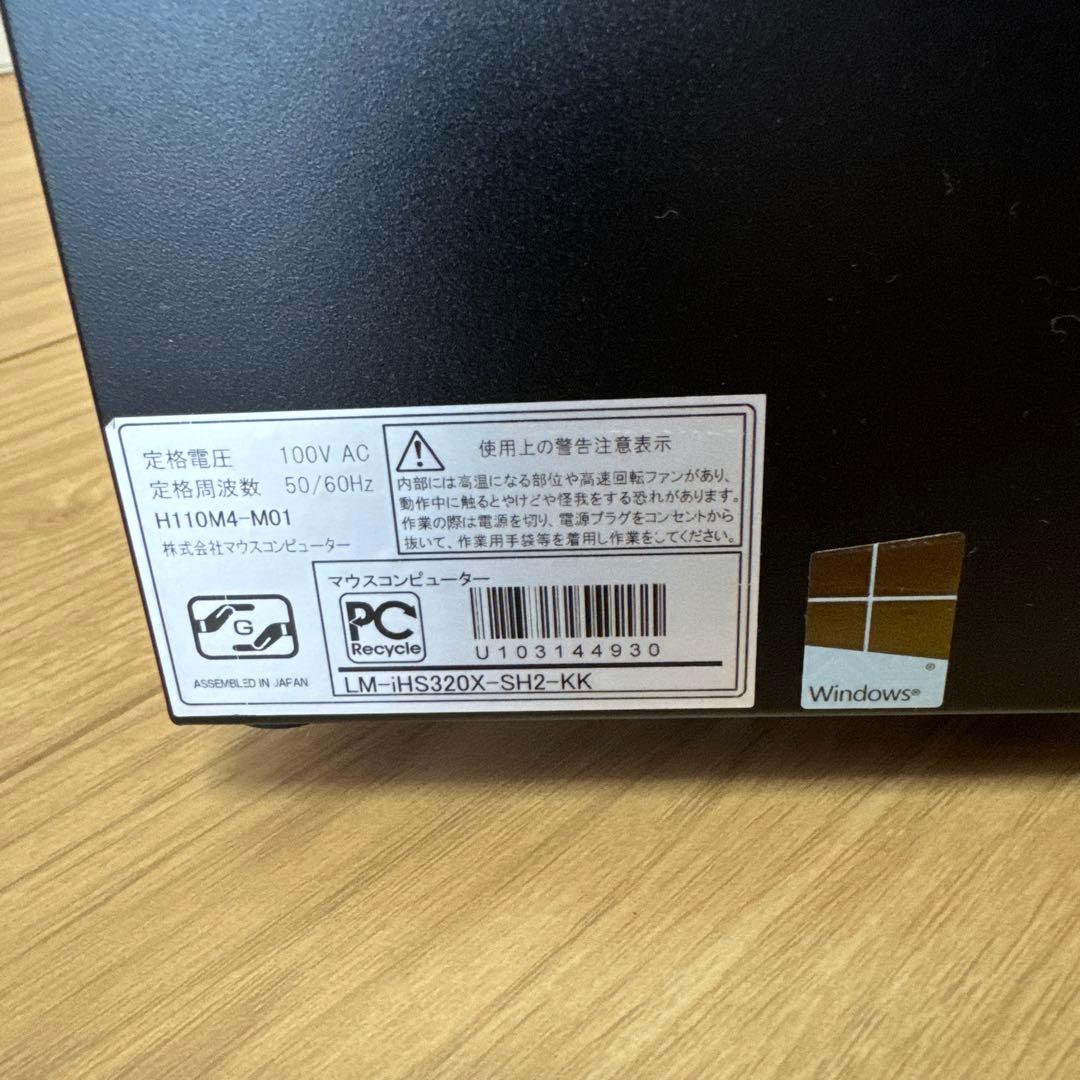 定格電圧 100V AC
定格周波数 50/60Hz
H110M4-M01
株式会社マウスコンピューター
使用上の警告注意表示
内部には高温になる部位や高速回転ファンがあり、
動作中に触るとやけどや怪我をする恐れがあります。
作業の際は電源を切り、電源プラグをコンセントから
抜いて、作業用手袋等を着用し作業をしてください。
G
ASSEMBLED IN JAPAN
マウスコンピューター
PC
Recycle
U103144930
LM-iHS320X-SH2-KK
Windows®